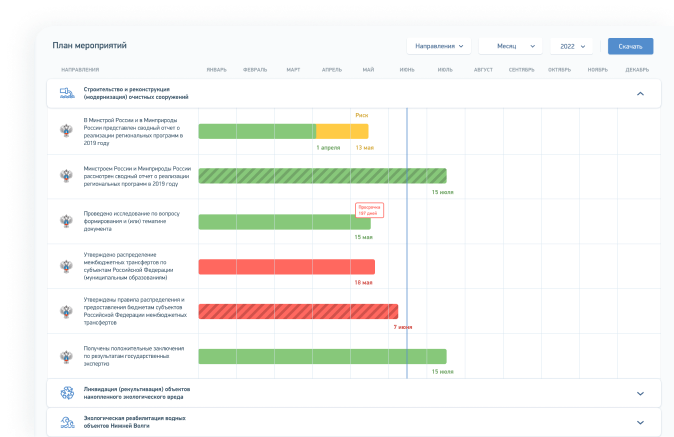 План мероприятий
Направления
Месяц
2022
Скачать
НАПРАВЛЕНИЯ
ЯНВАРЬ
ФЕВРАЛЬ
МАРТ
АПРЕЛЬ
МАЙ
ИЮНЬ
ИЮЛЬ
АВГУСТ
СЕНТЯБРЬ
ОКТЯБРЬ
НОЯБРЬ
ДЕКАБРЬ
Строительство и реконструкция
(модернизация) очистных сооружений
В Минстрой России и в Минприроды
России представлен сводный отчет о
реализации региональных программ в
2019 году
Риск
1 апреля
13 мая
Минстроем России и Минприроды России
рассмотрен сводный отчет о реализации
региональных программ в 2019 году
15 июля
Проведено исследование по вопросу
формирования и (или) тематике
документа
Просрочка
197 дней
15 мая
Утверждено распределение
межбюджетных трансфертов по
субъектам Российской Федерации
(муниципальным образованиям)
18 мая
Утверждены правила распределения и
предоставления бюджетам субъектов
Российской Федерации межбюджетных
трансфертов
7 июня
Получены положительные заключения
по результатам государственных
экспертиз
15 июля
Ликвидация (рекультивация) объектов
накопленного экологического вреда
Экологическая реабилитация водных
объектов Нижней Волги